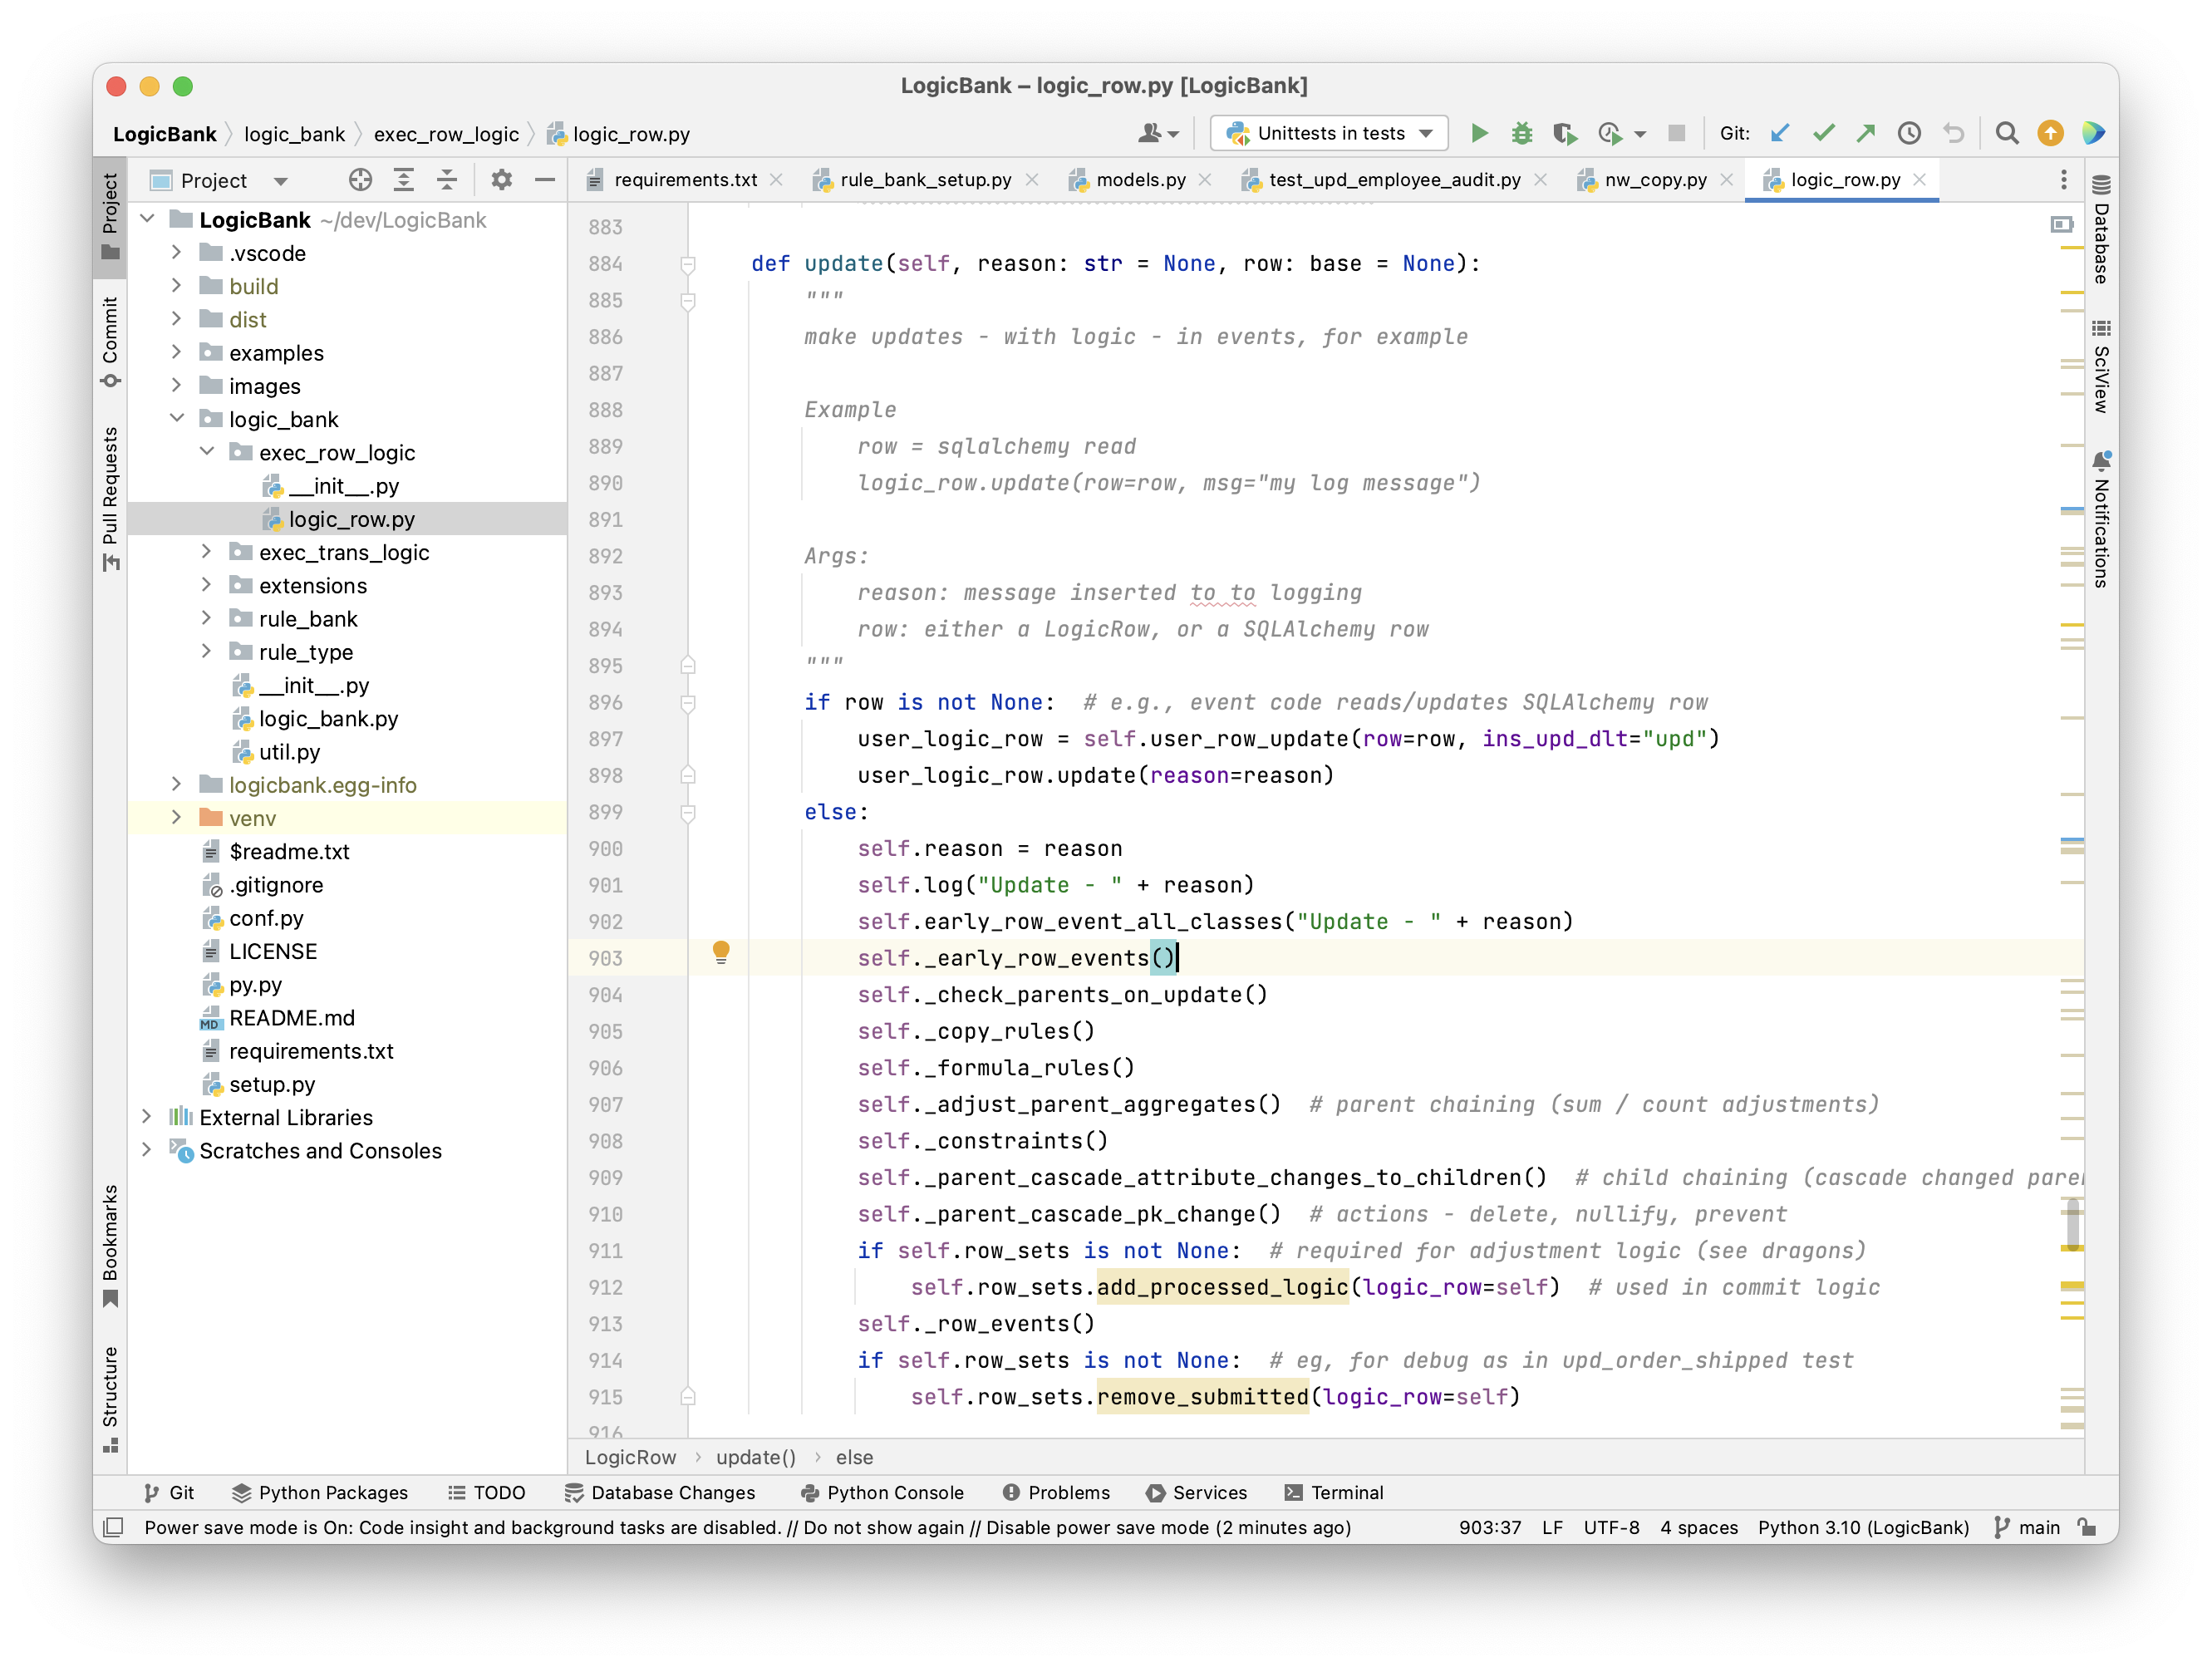 LogicBank – logic_row.py [LogicBank]
LogicBank logic_bank exec_row_logic logic_row.py
Unittests in tests
Git:
Project
requirements.txt rule_bank_setup.py models.py test_upd_employee_audit.py nw_copy.py logic_row.py
Project
Commit
Pull Requests
Bookmarks
Structure
LogicBank ~/dev/LogicBank
.vscode
build
dist
examples
images
logic_bank
exec_row_logic
__init__.py
logic_row.py
exec_trans_logic
extensions
rule_bank
rule_type
__init__.py
logic_bank.py
util.py
logicbank.egg-info
venv
$readme.txt
.gitignore
conf.py
LICENSE
py.py
MD README.md
requirements.txt
setup.py
External Libraries
Scratches and Consoles
883
884 def update(self, reason: str = None, row: base = None):
885 """
886 make updates - with logic - in events, for example
887
888 Example
889 row = sqlalchemy read
890 logic_row.update(row=row, msg="my log message")
891
892 Args:
893 reason: message inserted to to logging
894 row: either a LogicRow, or a SQLAlchemy row
895 """
896 if row is not None:  # e.g., event code reads/updates SQLAlchemy row
897 user_logic_row = self.user_row_update(row=row, ins_upd_dlt="upd")
898 user_logic_row.update(reason=reason)
899 else:
900 self.reason = reason
901 self.log("Update - " + reason)
902 self.early_row_event_all_classes("Update - " + reason)
903 self._early_row_events()
904 self._check_parents_on_update()
905 self._copy_rules()
906 self._formula_rules()
907 self._adjust_parent_aggregates()  # parent chaining (sum / count adjustments)
908 self._constraints()
909 self._parent_cascade_attribute_changes_to_children()  # child chaining (cascade changed pare
910 self._parent_cascade_pk_change()  # actions - delete, nullify, prevent
911 if self.row_sets is not None:  # required for adjustment logic (see dragons)
912 self.row_sets.add_processed_logic(logic_row=self)  # used in commit logic
913 self._row_events()
914 if self.row_sets is not None:  # eg, for debug as in upd_order_shipped test
915 self.row_sets.remove_submitted(logic_row=self)
916
Database
SciView
Notifications
LogicRow update() else
Git Python Packages TODO Database Changes Python Console Problems Services Terminal
Power save mode is On: Code insight and background tasks are disabled. // Do not show again // Disable power save mode (2 minutes ago) 903:37 LF UTF-8 4 spaces Python 3.10 (LogicBank) main